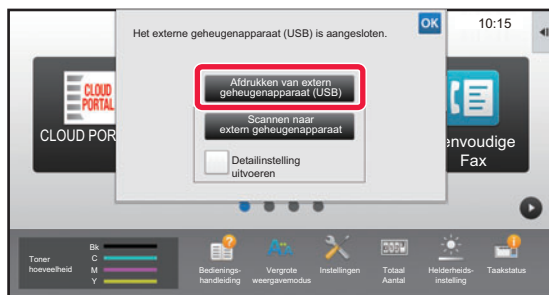 Het externe geheugenapparaat (USB) is aangesloten.
OK
10:15
Afdrukken van extern
geheugenapparaat (USB)
Scannen naar
extern geheugenapparaat
Detailinstelling
uitvoeren
CLOUD
PORTAL
CLOUD POR
envoudige
Fax
Toner
hoeveelheid
Bk
C
M
Y
Bedienings-
handleiding
Vergrote
weergavemodus
Instellingen
Totaal
Aantal
Helderheids-
instelling
Taakstatus